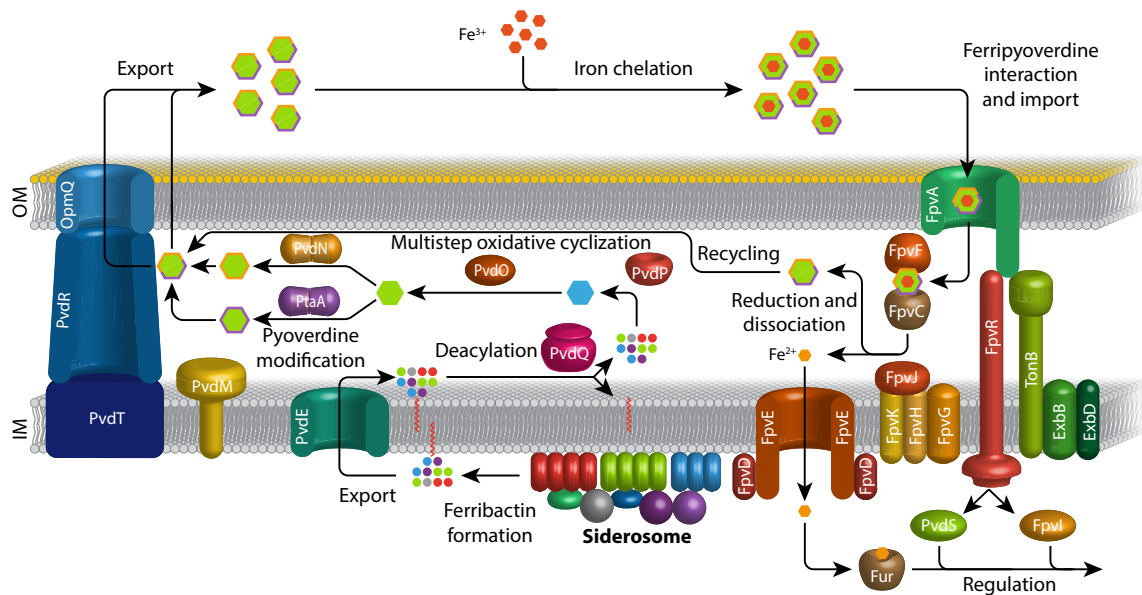 Fe³⁺
Export
Iron chelation
Ferripyoverdine
interaction
and import
OM
OpmQ
FpvA
PvdN
Multistep oxidative cyclization
PvdO
PvdP
Recycling
FpvF
FpvC
PvdR
PtaA
Pyoverdine
modification
Reduction and
dissociation
FpvR
TonB
Deacylation
PvdQ
Fe²⁺
IM
PvdT
PvdM
PvdE
FpvE
FpvE
FpvJ
FpvK
FpvH
FpvG
ExbB
ExbD
FpvD
FpvD
Export
Ferribactin
formation
Siderosome
PvdS
FpvI
Fur
Regulation